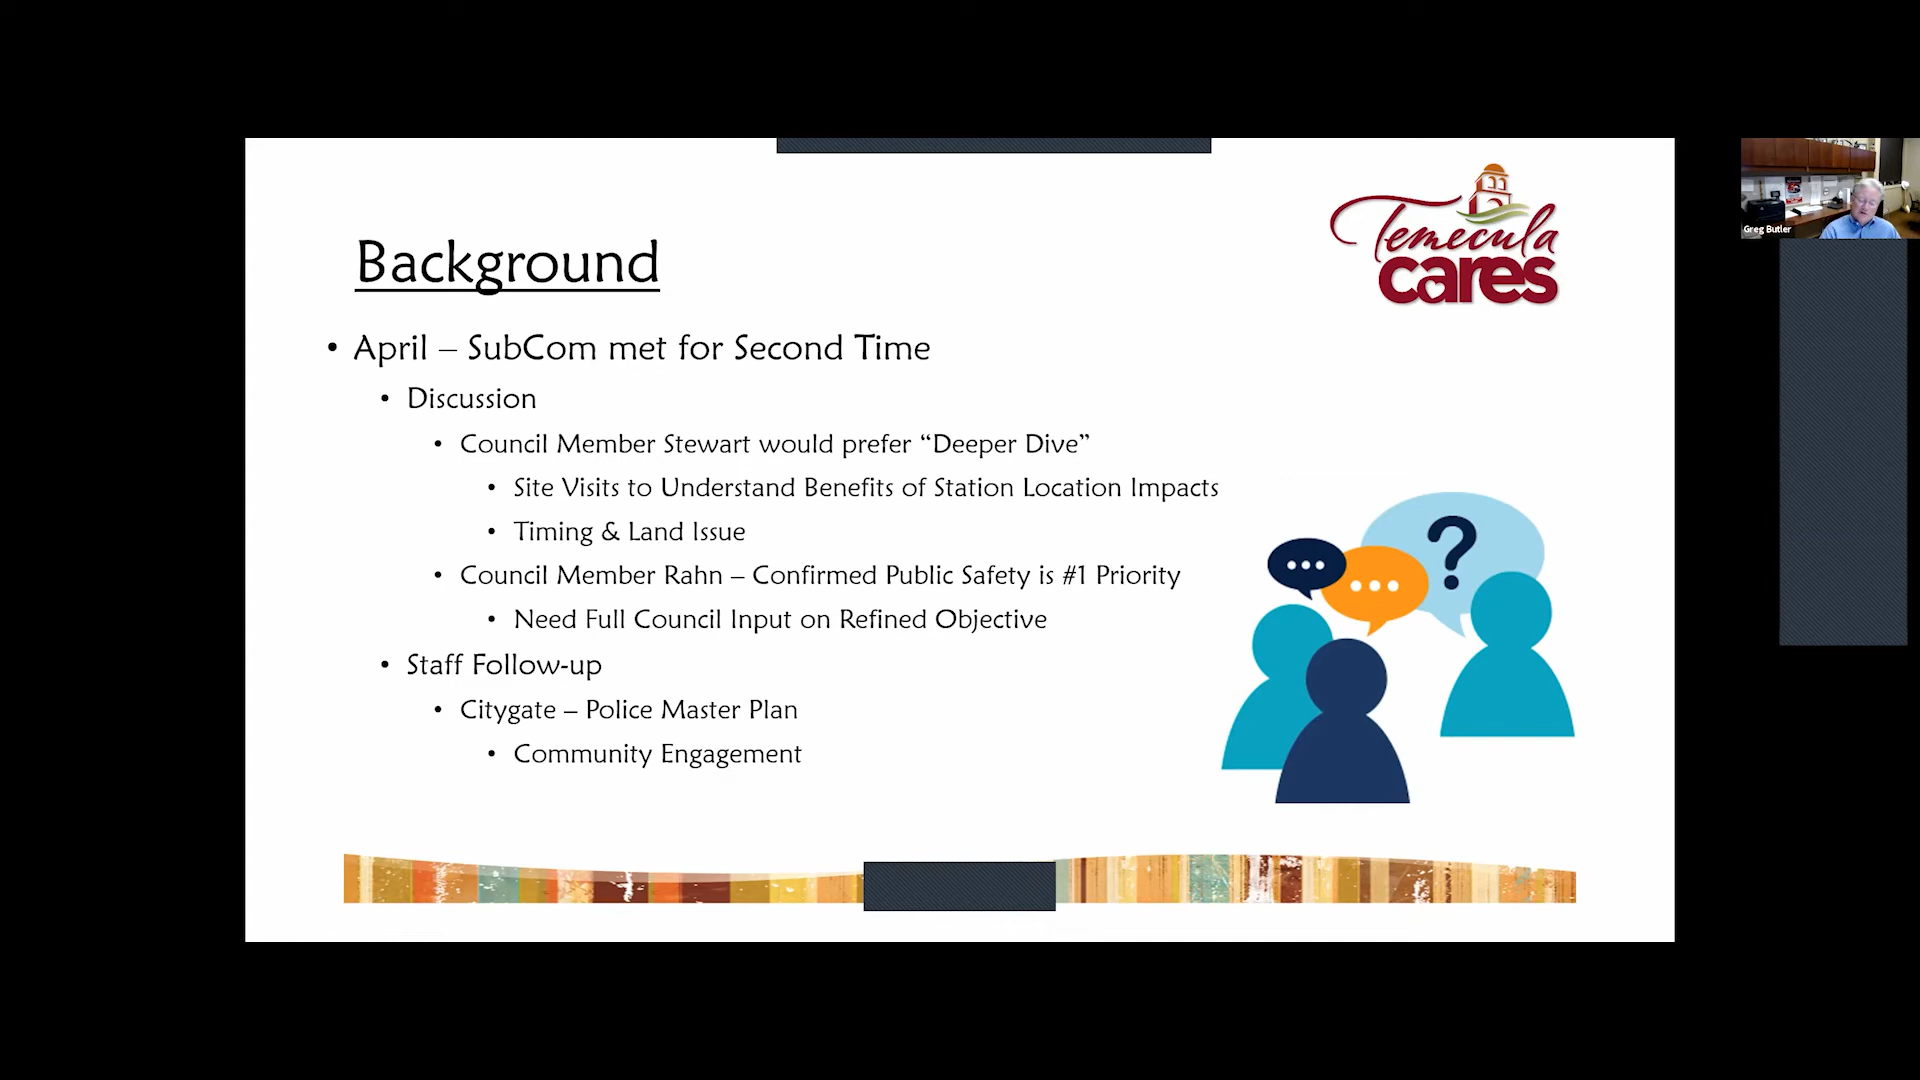 Temecula
cares
Greg Butler
Background
• April – SubCom met for Second Time
• Discussion
• Council Member Stewart would prefer “Deeper Dive”
• Site Visits to Understand Benefits of Station Location Impacts
• Timing & Land Issue
• Council Member Rahn – Confirmed Public Safety is #1 Priority
• Need Full Council Input on Refined Objective
• Staff Follow-up
• Citygate – Police Master Plan
• Community Engagement
?